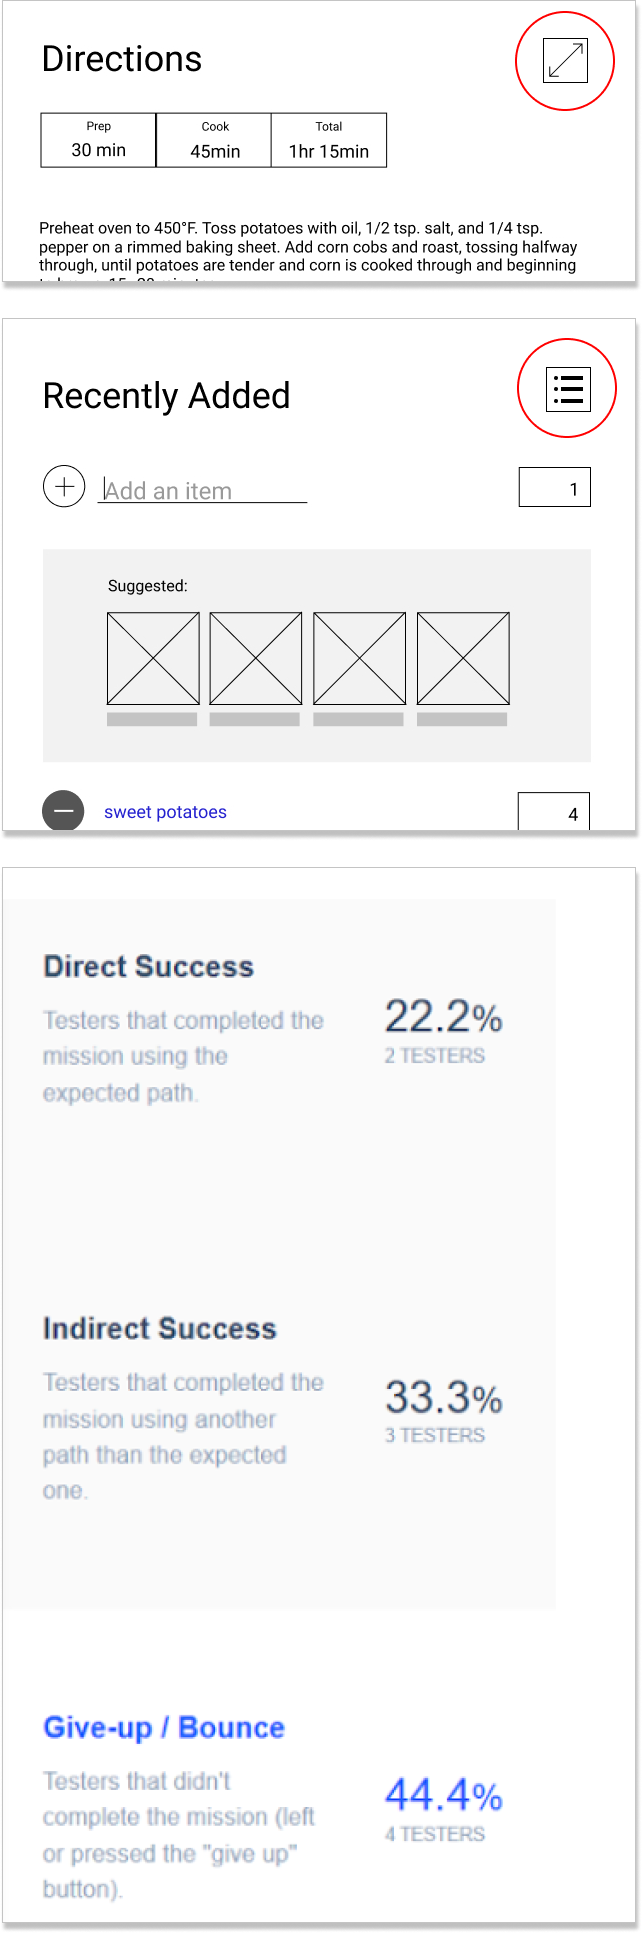 Directions
Prep
30 min
Cook
45min
Total
1hr 15min
Preheat oven to 450°F. Toss potatoes with oil, 1/2 tsp. salt, and 1/4 tsp.
pepper on a rimmed baking sheet. Add corn cobs and roast, tossing halfway
through, until potatoes are tender and corn is cooked through and beginning
Recently Added
Add an item
1
Suggested:
sweet potatoes
4
Direct Success
Testers that completed the
mission using the
expected path.
22.2%
2 TESTERS
Indirect Success
Testers that completed the
mission using another
path than the expected
one.
33.3%
3 TESTERS
Give-up / Bounce
Testers that didn't
complete the mission (left
or pressed the "give up"
button).
44.4%
4 TESTERS